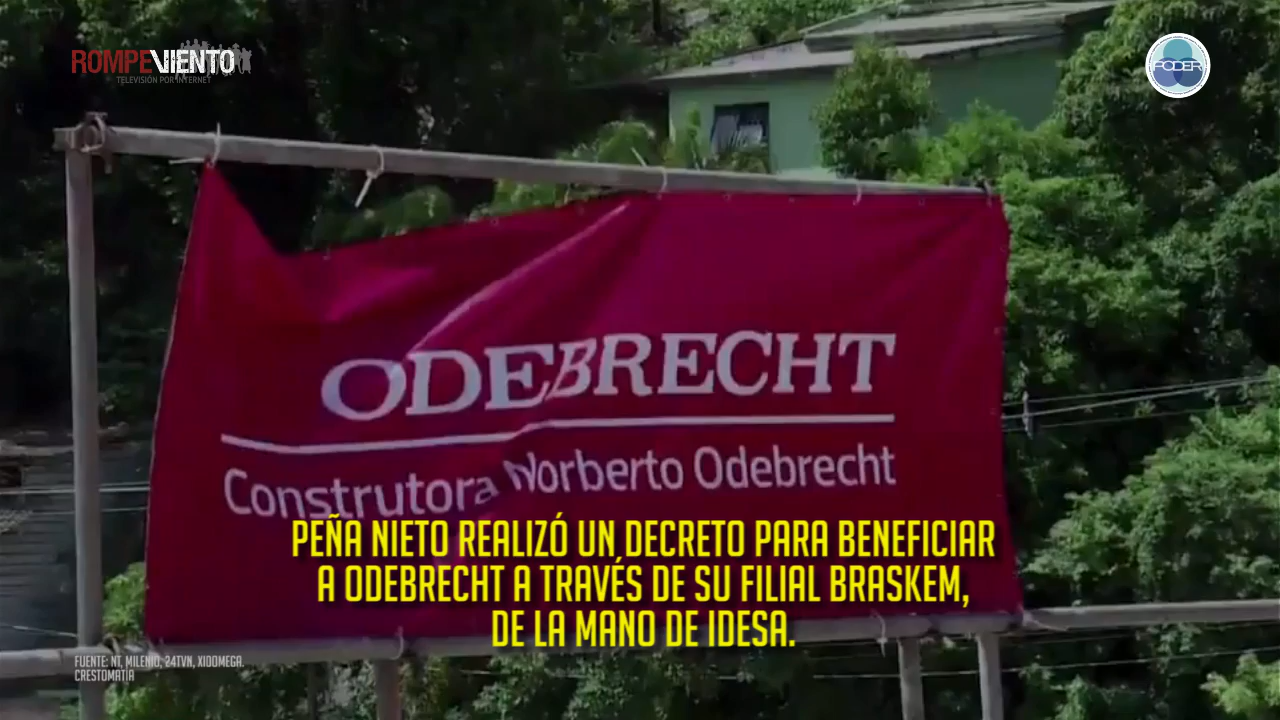 ROMPEVIENTO
TELEVISIÓN POR INTERNET
PODER
ODEBRECHT
Construtora Norberto Odebrecht
PEÑA NIETO REALIZÓ UN DECRETO PARA BENEFICIAR
A ODEBRECHT A TRAVÉS DE SU FILIAL BRASKEM,
DE LA MANO DE IDESA.
FUENTE: NT, MILENIO, 24TVN, XIDOMEGA.
CRESTOMATÍA